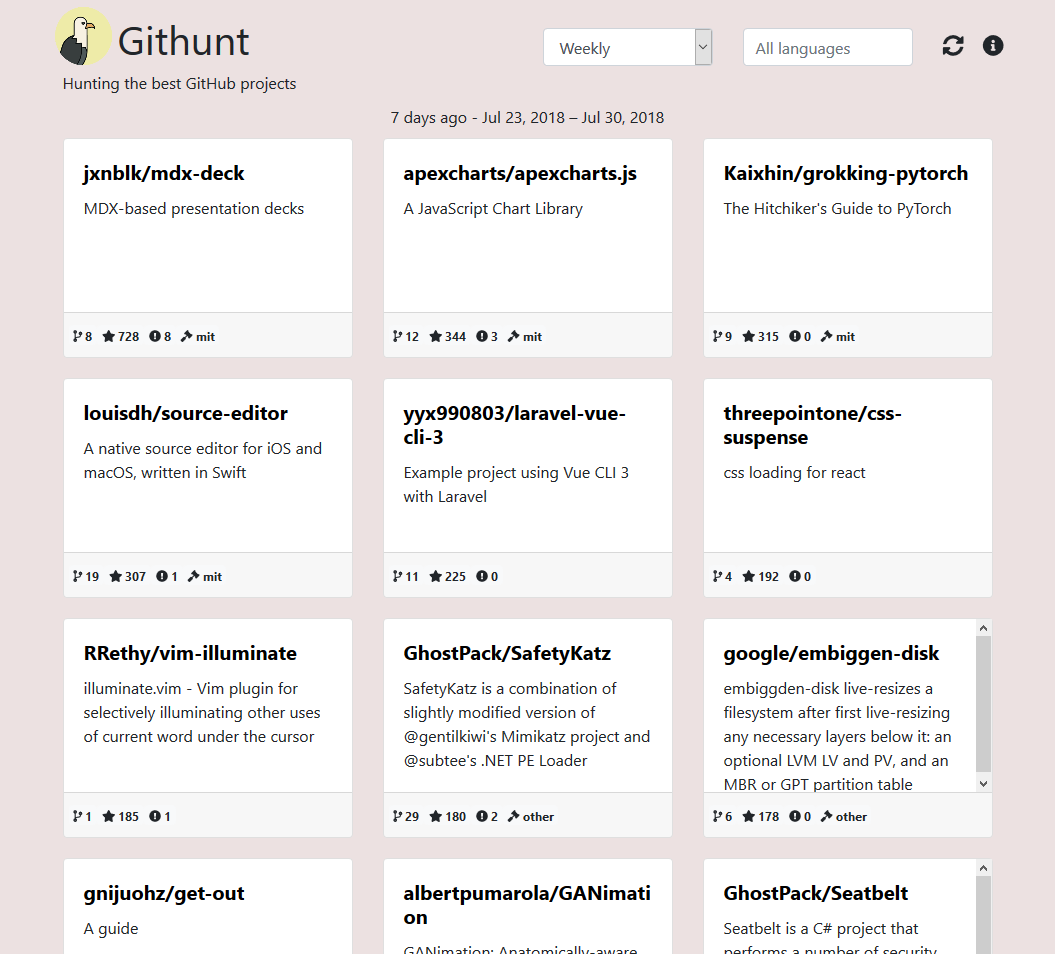 Githunt
Weekly
All languages
Hunting the best GitHub projects
7 days ago - Jul 23, 2018 – Jul 30, 2018
jxnblk/mdx-deck
MDX-based presentation decks
8 728 8 mit
apexcharts/apexcharts.js
A JavaScript Chart Library
12 344 3 mit
Kaixhin/grokking-pytorch
The Hitchiker's Guide to PyTorch
9 315 0 mit
louisdh/source-editor
A native source editor for iOS and
macOS, written in Swift
19 307 1 mit
yyx990803/laravel-vue-
cli-3
Example project using Vue CLI 3
with Laravel
11 225 0
threepointone/css-
suspense
css loading for react
4 192 0
RRethy/vim-illuminate
illuminate.vim - Vim plugin for
selectively illuminating other uses
of current word under the cursor
1 185 1
GhostPack/SafetyKatz
SafetyKatz is a combination of
slightly modified version of
@gentilkiwi's Mimikatz project and
@subtee's .NET PE Loader
29 180 2 other
google/embiggen-disk
embiggden-disk live-resizes a
filesystem after first live-resizing
any necessary layers below it: an
optional LVM LV and PV, and an
MBR or GPT partition table
6 178 0 other
gnijuohz/get-out
A guide
albertpumarola/GANimati
on
GANimation: Anatomically-aware
GhostPack/Seatbelt
Seatbelt is a C# project that
performs a number of security